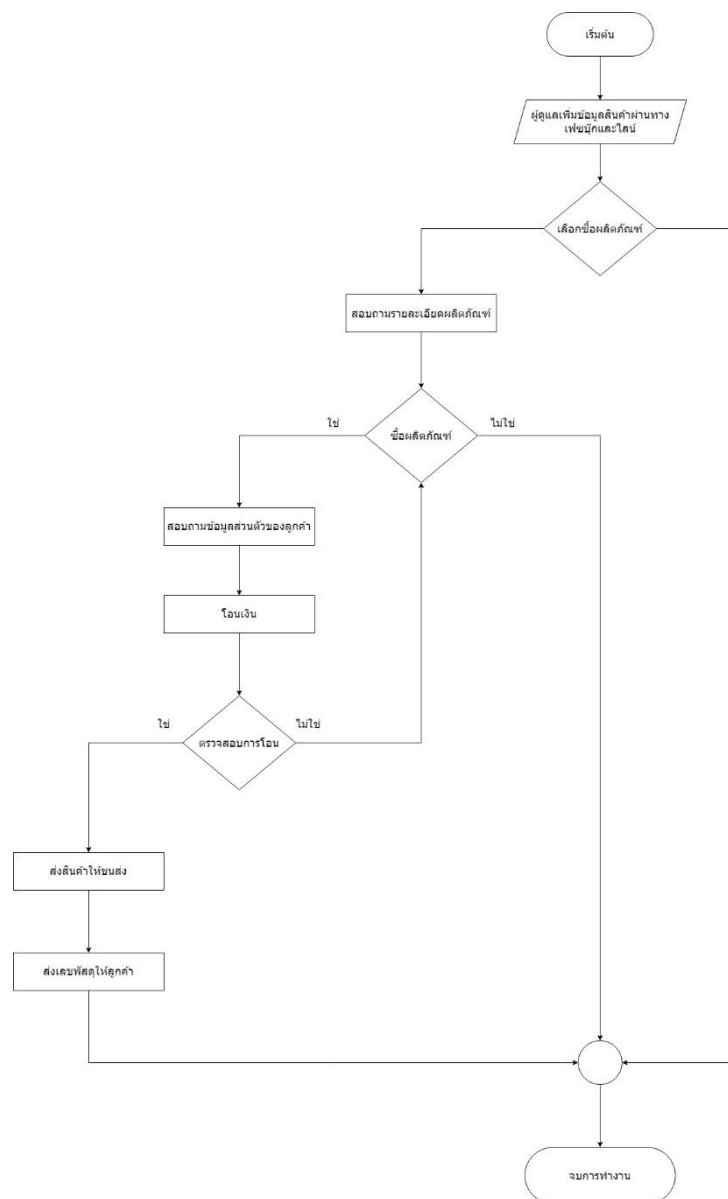 เริ่มต้น
ผู้ดูแลเพิ่มข้อมูลสินค้าผ่านทาง
เฟซบุ๊กและไลน์
เลือกซื้อผลิตภัณฑ์
สอบถามรายละเอียดผลิตภัณฑ์
ใช่
ซื้อผลิตภัณฑ์
ไม่ใช่
สอบถามข้อมูลส่วนตัวของลูกค้า
โอนเงิน
ใช่
ตรวจสอบการโอน
ไม่ใช่
ส่งสินค้าให้ขนส่ง
ส่งเลขพัสดุให้ลูกค้า
จบการทำงาน